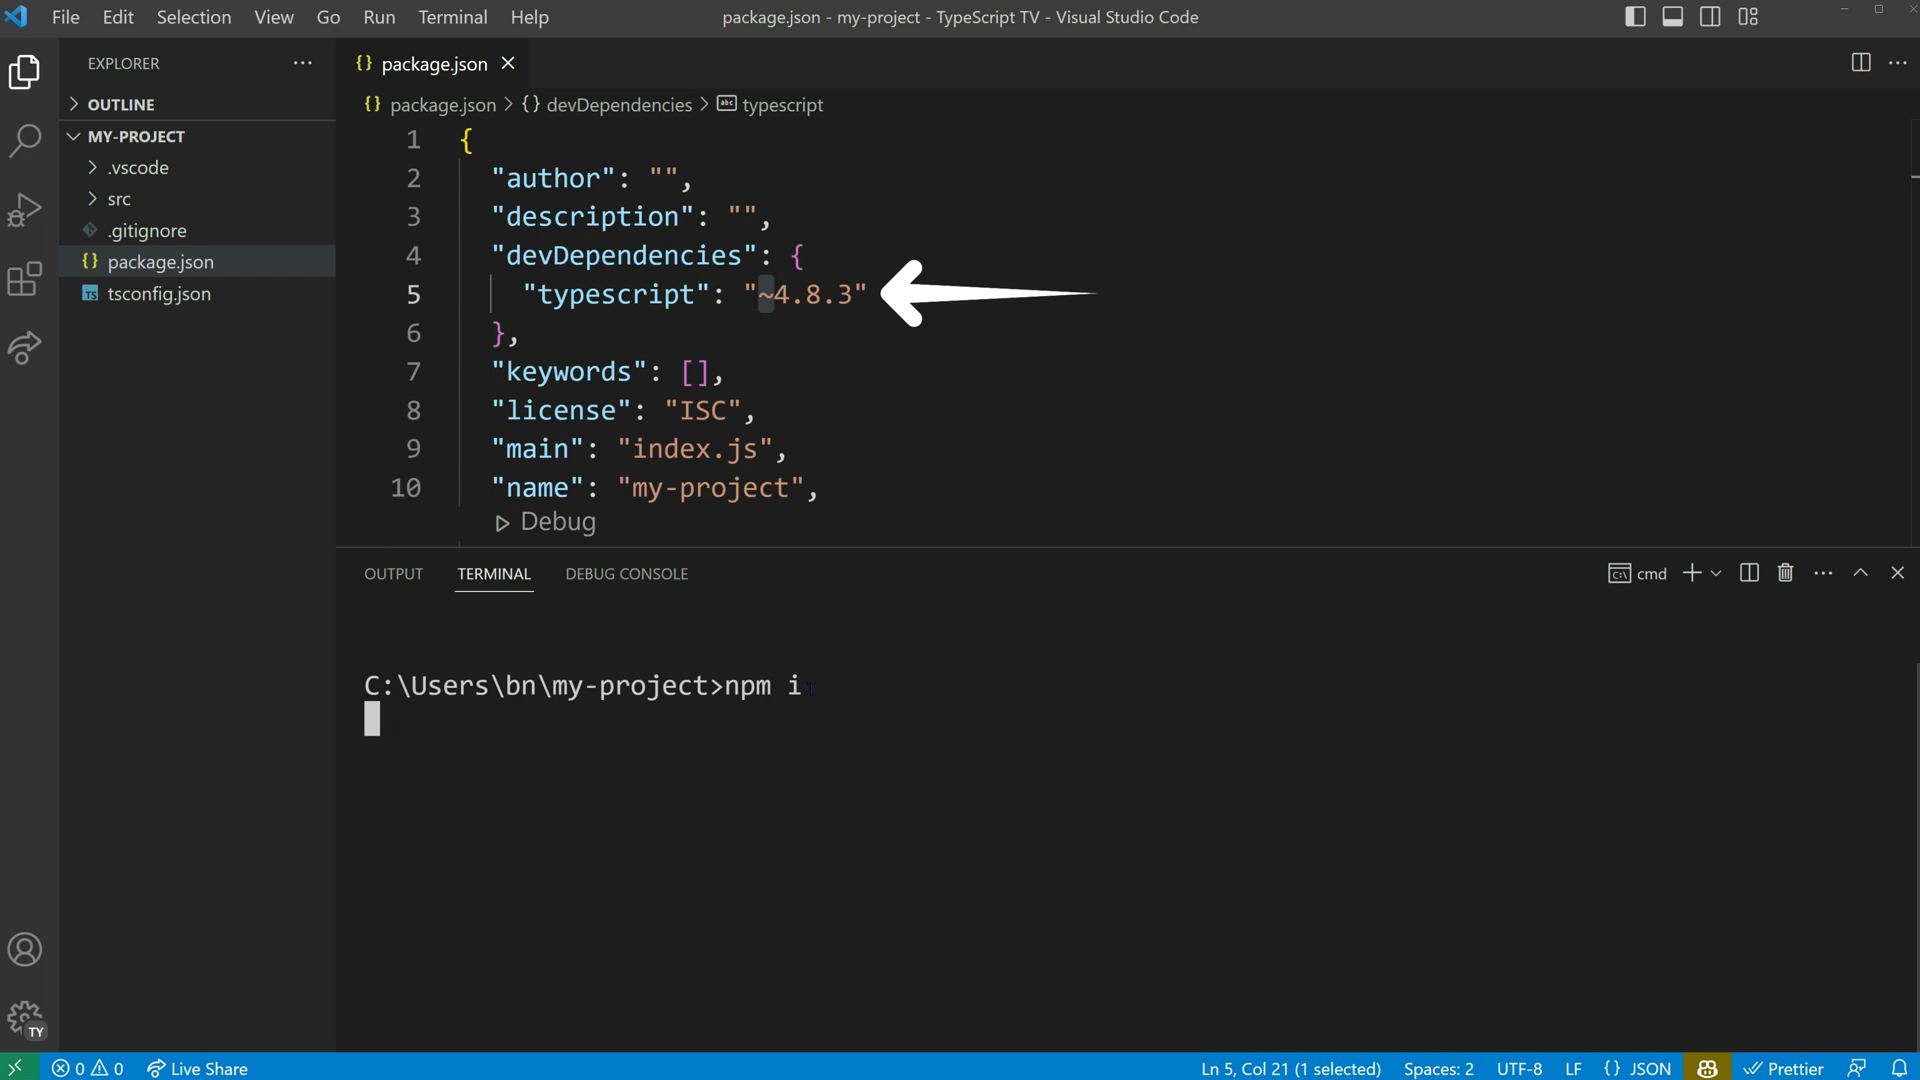 File Edit Selection View Go Run Terminal Help
package.json - my-project - TypeScript TV - Visual Studio Code
EXPLORER
OUTLINE
MY-PROJECT
.vscode
src
.gitignore
{} package.json
TS tsconfig.json
{} package.json
{} package.json > {} devDependencies > abc typescript
1 {
2 "author": "",
3 "description": "",
4 "devDependencies": {
5 "typescript": "~4.8.3"
6 },
7 "keywords": [],
8 "license": "ISC",
9 "main": "index.js",
10 "name": "my-project",
Debug
OUTPUT TERMINAL DEBUG CONSOLE
cmd
C:\Users\bn\my-project>npm i
TY
0 0 Live Share
Ln 5, Col 21 (1 selected) Spaces: 2 UTF-8 LF {} JSON Prettier